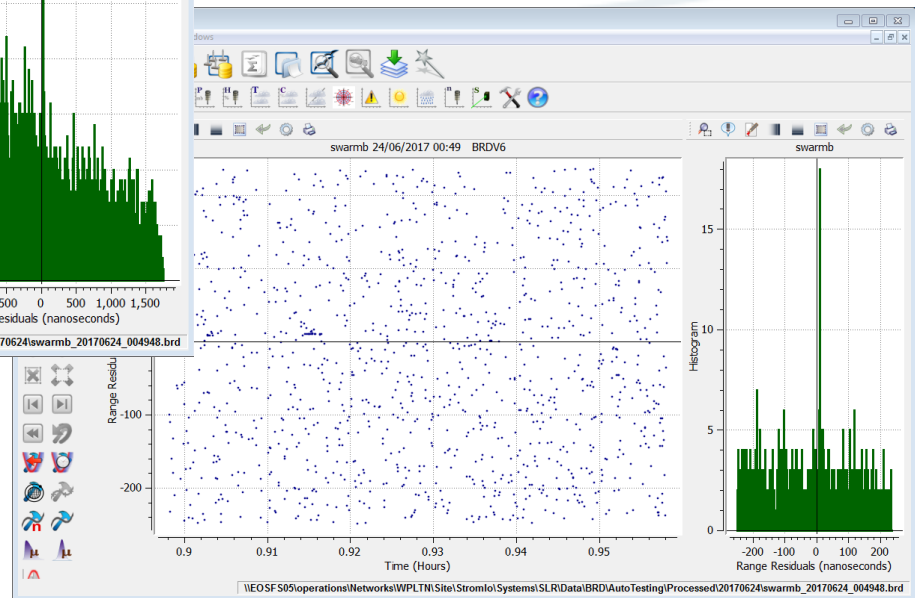 dows
P H T C n S
swarmb 24/06/2017 00:49 BRDV6
swarmb
500 0 500 1,000 1,500
esiduals (nanoseconds)
70624\swarmb_20170624_004948.brd
Range Residu
-100
-200
0.9 0.91 0.92 0.93 0.94 0.95
Time (Hours)
n
μ μ
Histogram
15
10
5
0
-200 -100 0 100 200
Range Residuals (nanoseconds)
\\EOSFS05\operations\Networks\WPLTN\Site\Stromlo\Systems\SLR\Data\BRD\AutoTesting\Processed\20170624\swarmb_20170624_004948.brd